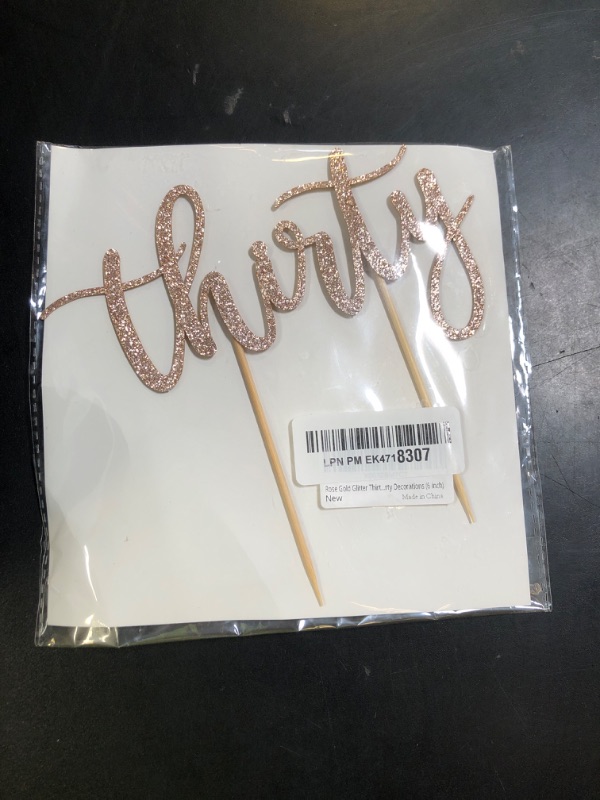 thirty
LPN PM EK4718307
Rose Gold Glitter Thirt...rty Decorations (6 inch)
New
Made in China